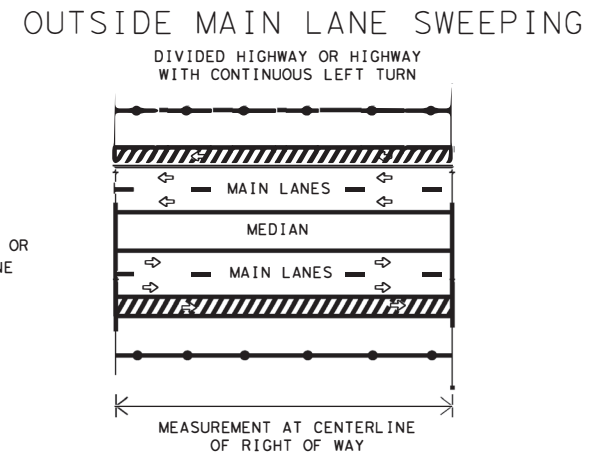 OUTSIDE MAIN LANE SWEEPING
DIVIDED HIGHWAY OR HIGHWAY
WITH CONTINUOUS LEFT TURN
MAIN LANES
MEDIAN
OR
MAIN LANES
MEASUREMENT AT CENTERLINE
OF RIGHT OF WAY